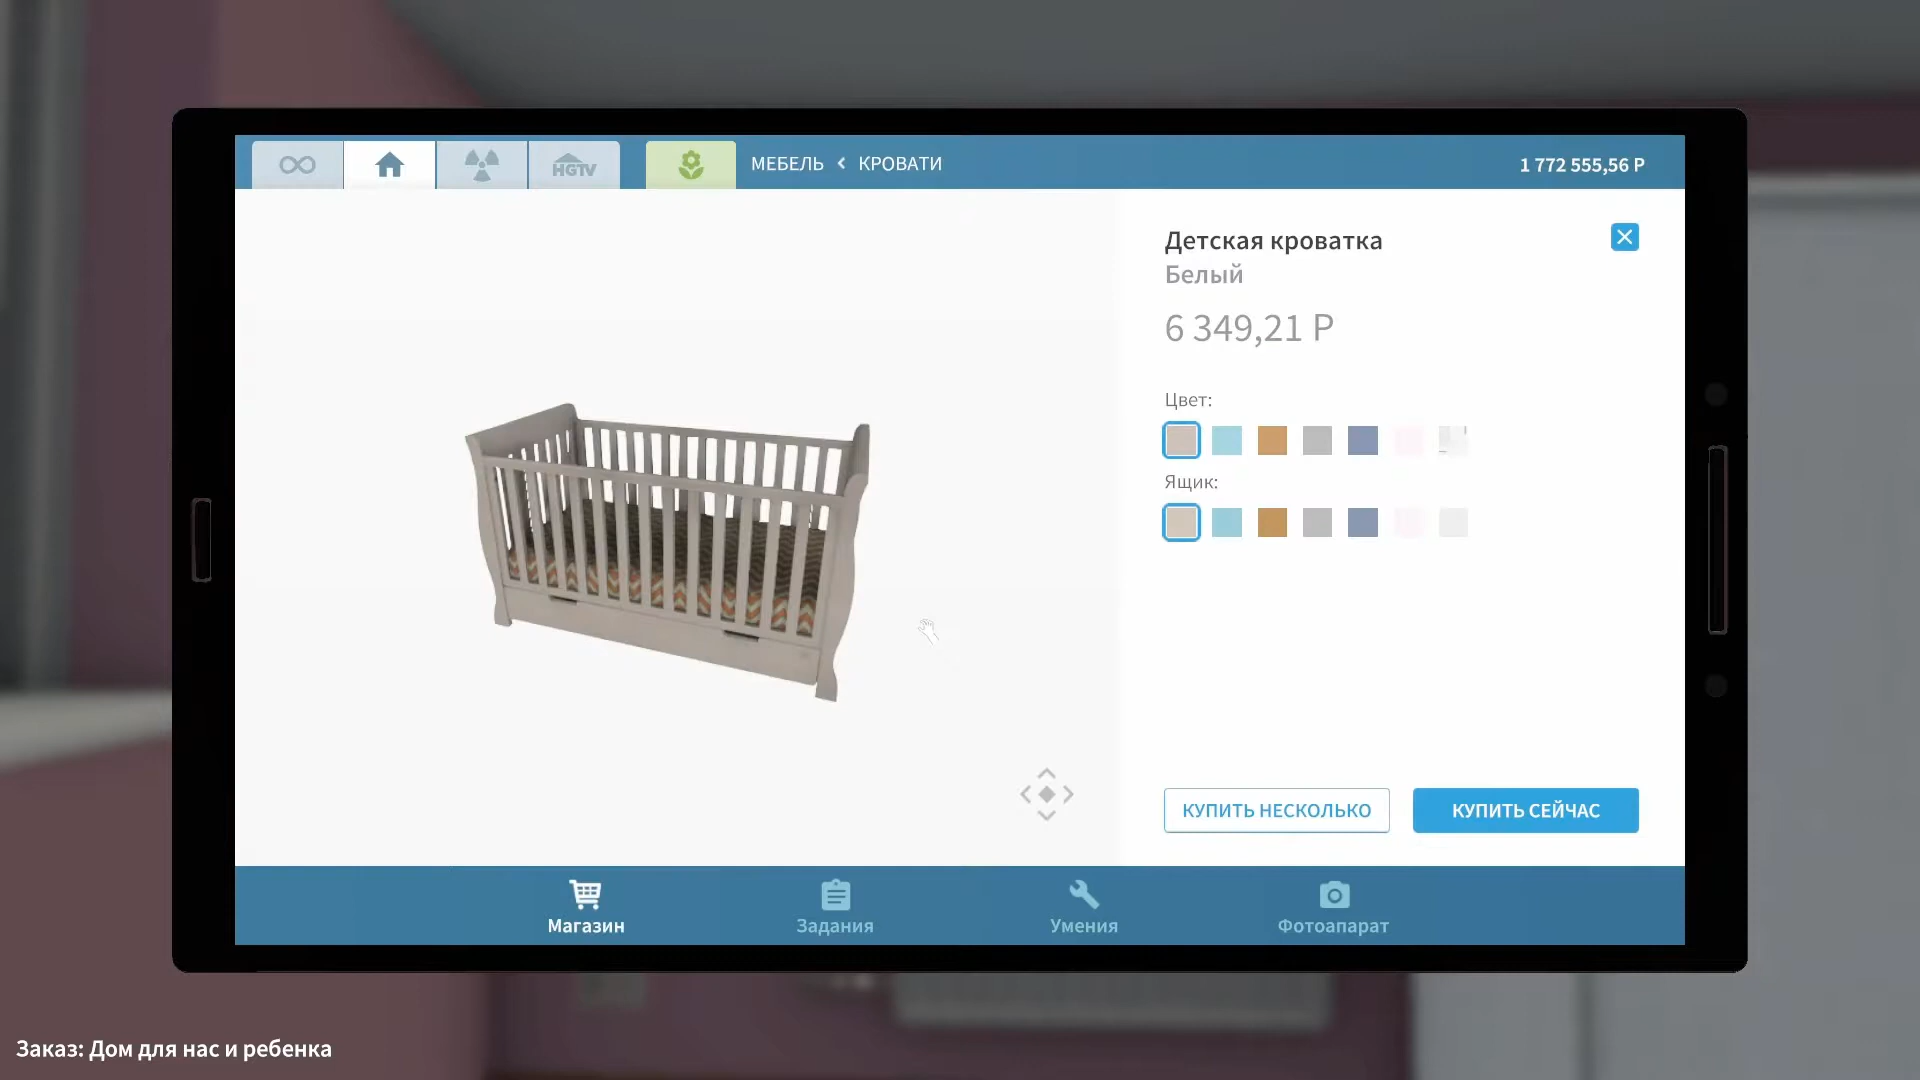 HGTV
МЕБЕЛЬ < КРОВАТИ
1 772 555,56 Р
Детская кроватка
Белый
6 349,21 Р
Цвет:
Ящик:
КУПИТЬ НЕСКОЛЬКО
КУПИТЬ СЕЙЧАС
Магазин
Задания
Умения
Фотоаппарат
Заказ: Дом для нас и ребенка